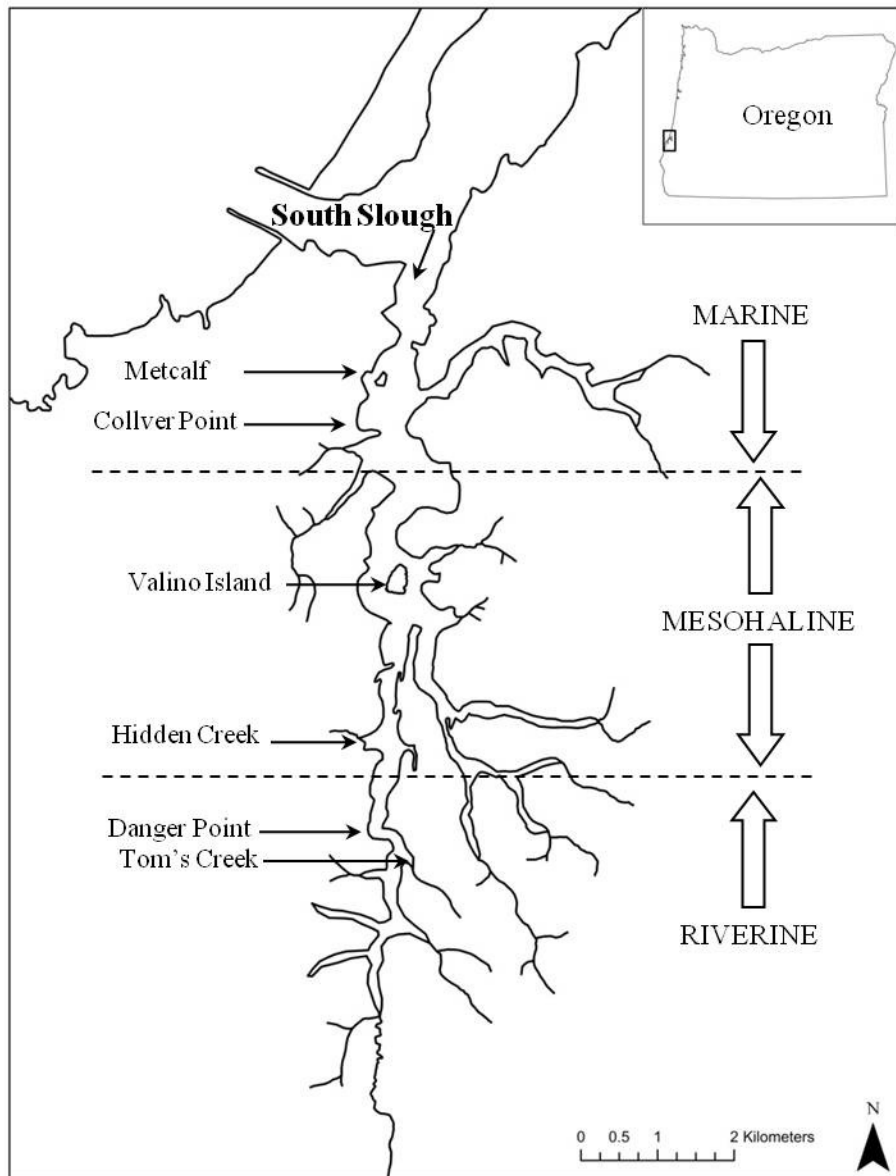 Oregon
South Slough
MARINE
Metcalf
Collver Point
Valino Island
MESOHALINE
Hidden Creek
Danger Point
Tom's Creek
RIVERINE
N
0 0.5 1 2 Kilometers